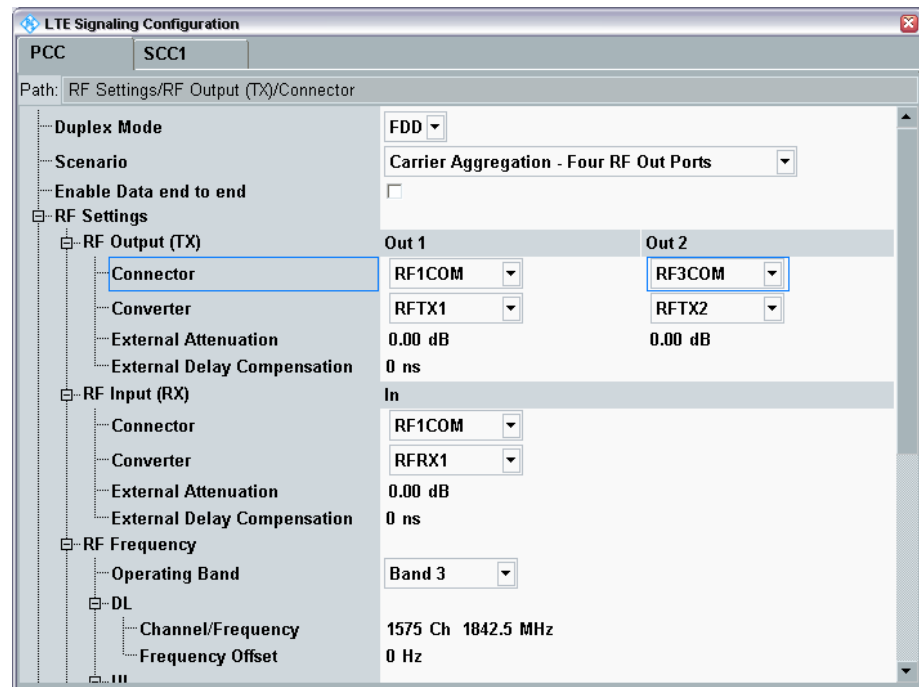 LTE Signaling Configuration
PCC SCC1
Path: RF Settings/RF Output (TX)/Connector
Duplex Mode FDD
Scenario Carrier Aggregation - Four RF Out Ports
Enable Data end to end
RF Settings
RF Output (TX) Out 1 Out 2
Connector RF1COM RF3COM
Converter RFTX1 RFTX2
External Attenuation 0.00 dB 0.00 dB
External Delay Compensation 0 ns
RF Input (RX) In
Connector RF1COM
Converter RFRX1
External Attenuation 0.00 dB
External Delay Compensation 0 ns
RF Frequency
Operating Band Band 3
DL
Channel/Frequency 1575 Ch 1842.5 MHz
Frequency Offset 0 Hz